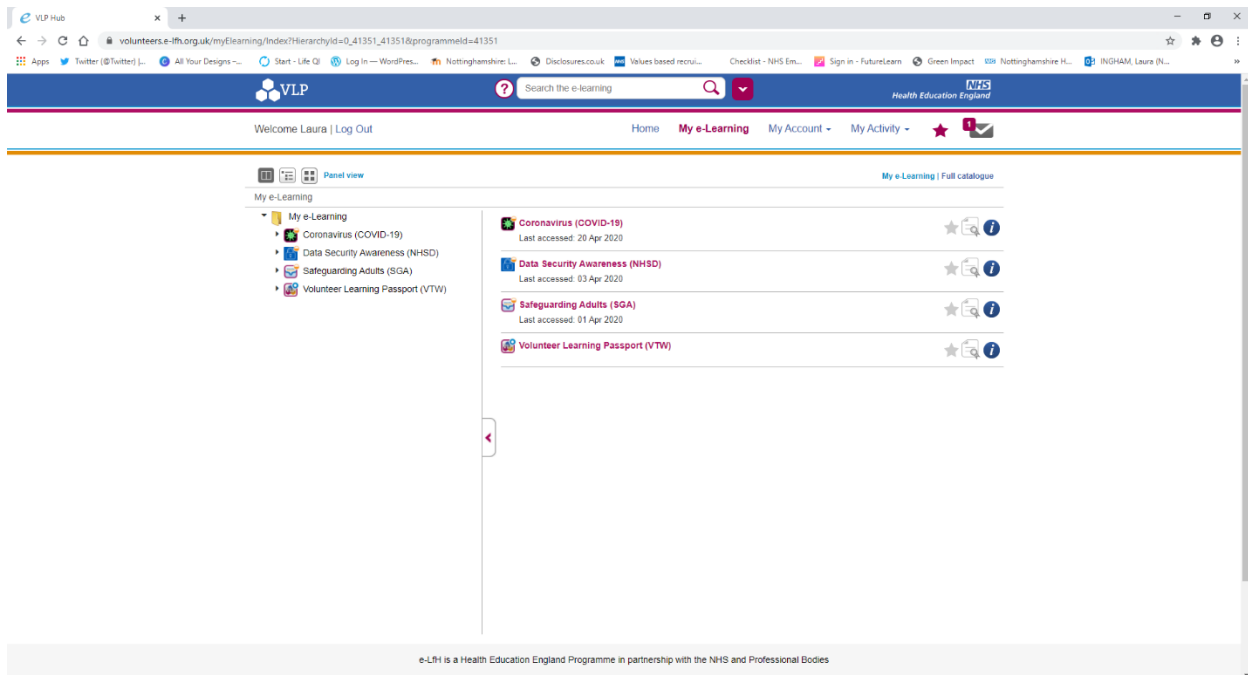 VLP Hub
volunteers.e-lfh.org.uk/myElearning/Index?HierarchyId=0_41351_41351&programmeId=41351
Apps Twitter (@Twitter) |... All Your Designs –... Start - Life QI Log In — WordPres... Nottinghamshire: L... Disclosures.co.uk Values based recrui... Checklist - NHS Em... Sign in - FutureLearn Green Impact Nottinghamshire H... INGHAM, Laura (N... »
VLP ? Search the e-learning NHS
Health Education England
Welcome Laura | Log Out Home My e-Learning My Account My Activity 1
Panel view My e-Learning | Full catalogue
My e-Learning
My e-Learning
Coronavirus (COVID-19)
Data Security Awareness (NHSD)
Safeguarding Adults (SGA)
Volunteer Learning Passport (VTW)
Coronavirus (COVID-19)
Last accessed: 20 Apr 2020
Data Security Awareness (NHSD)
Last accessed: 03 Apr 2020
Safeguarding Adults (SGA)
Last accessed: 01 Apr 2020
Volunteer Learning Passport (VTW)
e-LfH is a Health Education England Programme in partnership with the NHS and Professional Bodies